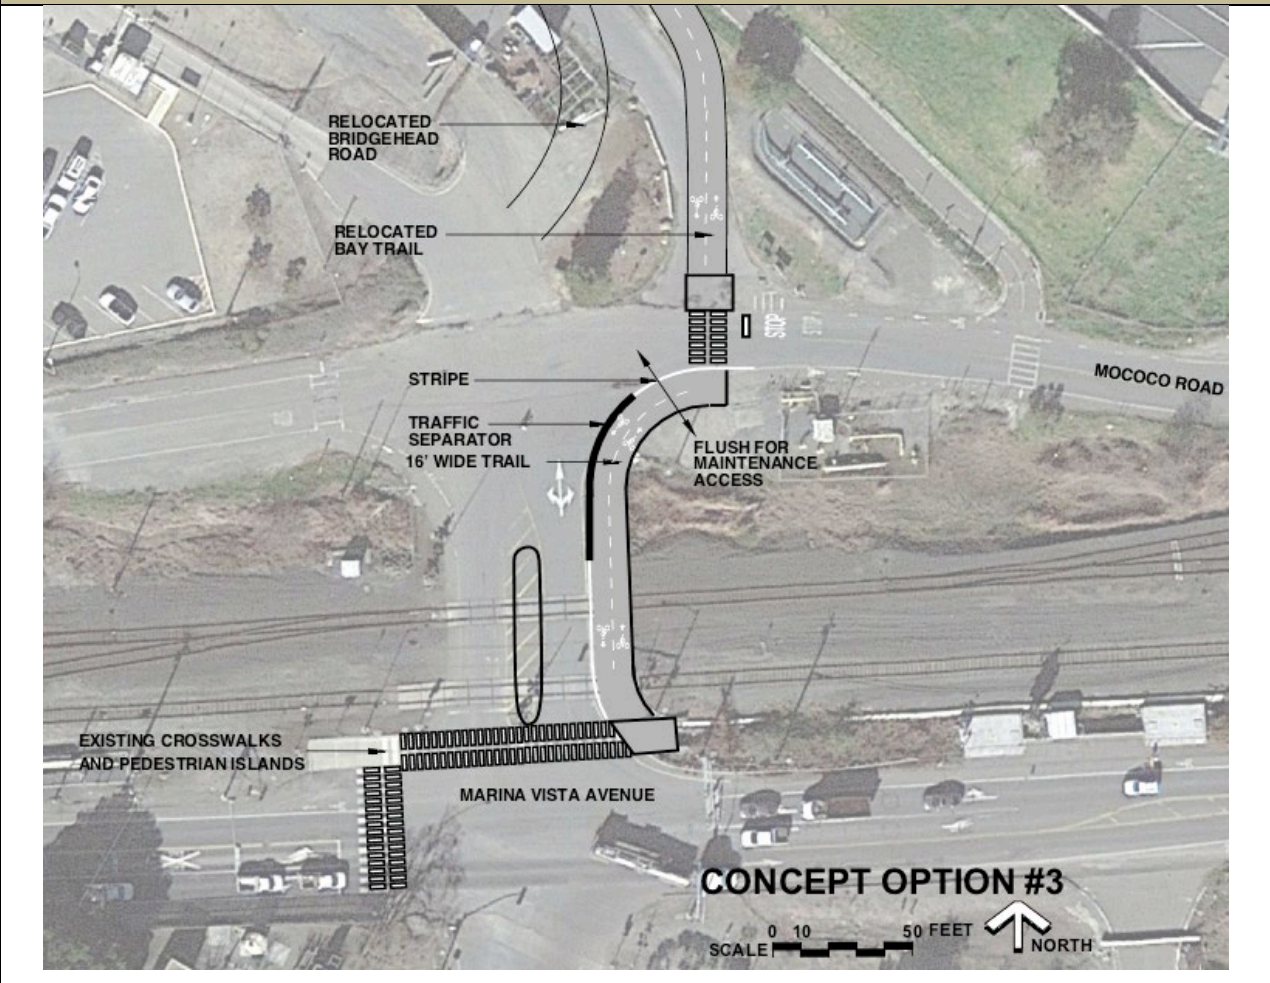 RELOCATED
BRIDGEHEAD
ROAD
RELOCATED
BAY TRAIL
STOP
STOP
MOCOCO ROAD
STRIPE
TRAFFIC
SEPARATOR
16' WIDE TRAIL
FLUSH FOR
MAINTENANCE
ACCESS
EXISTING CROSSWALKS
AND PEDESTRIAN ISLANDS
MARINA VISTA AVENUE
CONCEPT OPTION #3
0 10 50 FEET
SCALE
NORTH